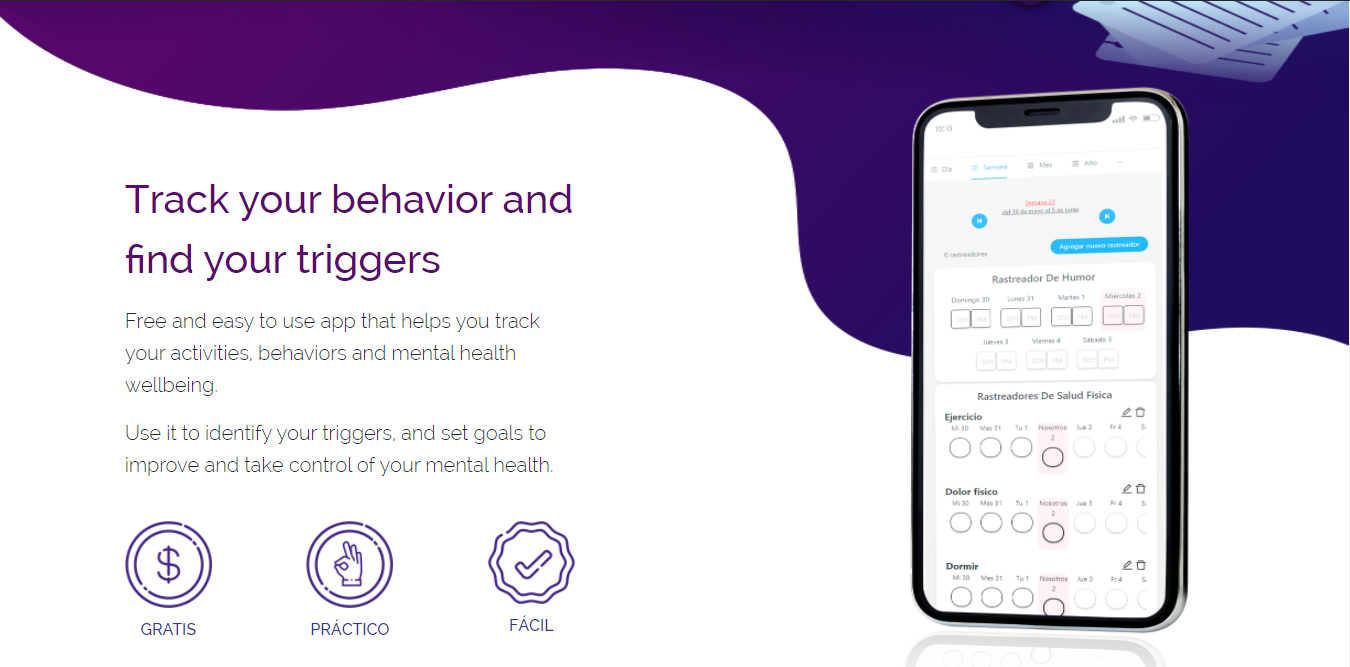 Track your behavior and
find your triggers
Free and easy to use app that helps you track
your activities, behaviors and mental health
wellbeing.
Use it to identify your triggers, and set goals to
improve and take control of your mental health.
GRATIS
PRÁCTICO
FÁCIL
10:10
Día Semana Mes Año
Semana 23
del 30 de mayo al 5 de junio
Agregar nuevo rastreador
0 rastreadores
Rastreador De Humor
Domingo 30 Lunes 31 Martes 1 Miércoles 2
SOY PM SOY PM SOY PM SOY PM
Jueves 3 Viernes 4 Sábado 5
SOY PM SOY PM SOY PM
Rastreadores De Salud Física
Ejercicio
Mi 30 Mes 31 Tu 1 Nosotros 2 Jue 3 Fr 4 S
Dolor físico
Mi 30 Mes 31 Tu 1 Nosotros 2 Jue 3 Fr 4 S
Dormir
Mi 30 Mes 31 Tu 1 Nosotros 2 Jue 3 Fr 4 S